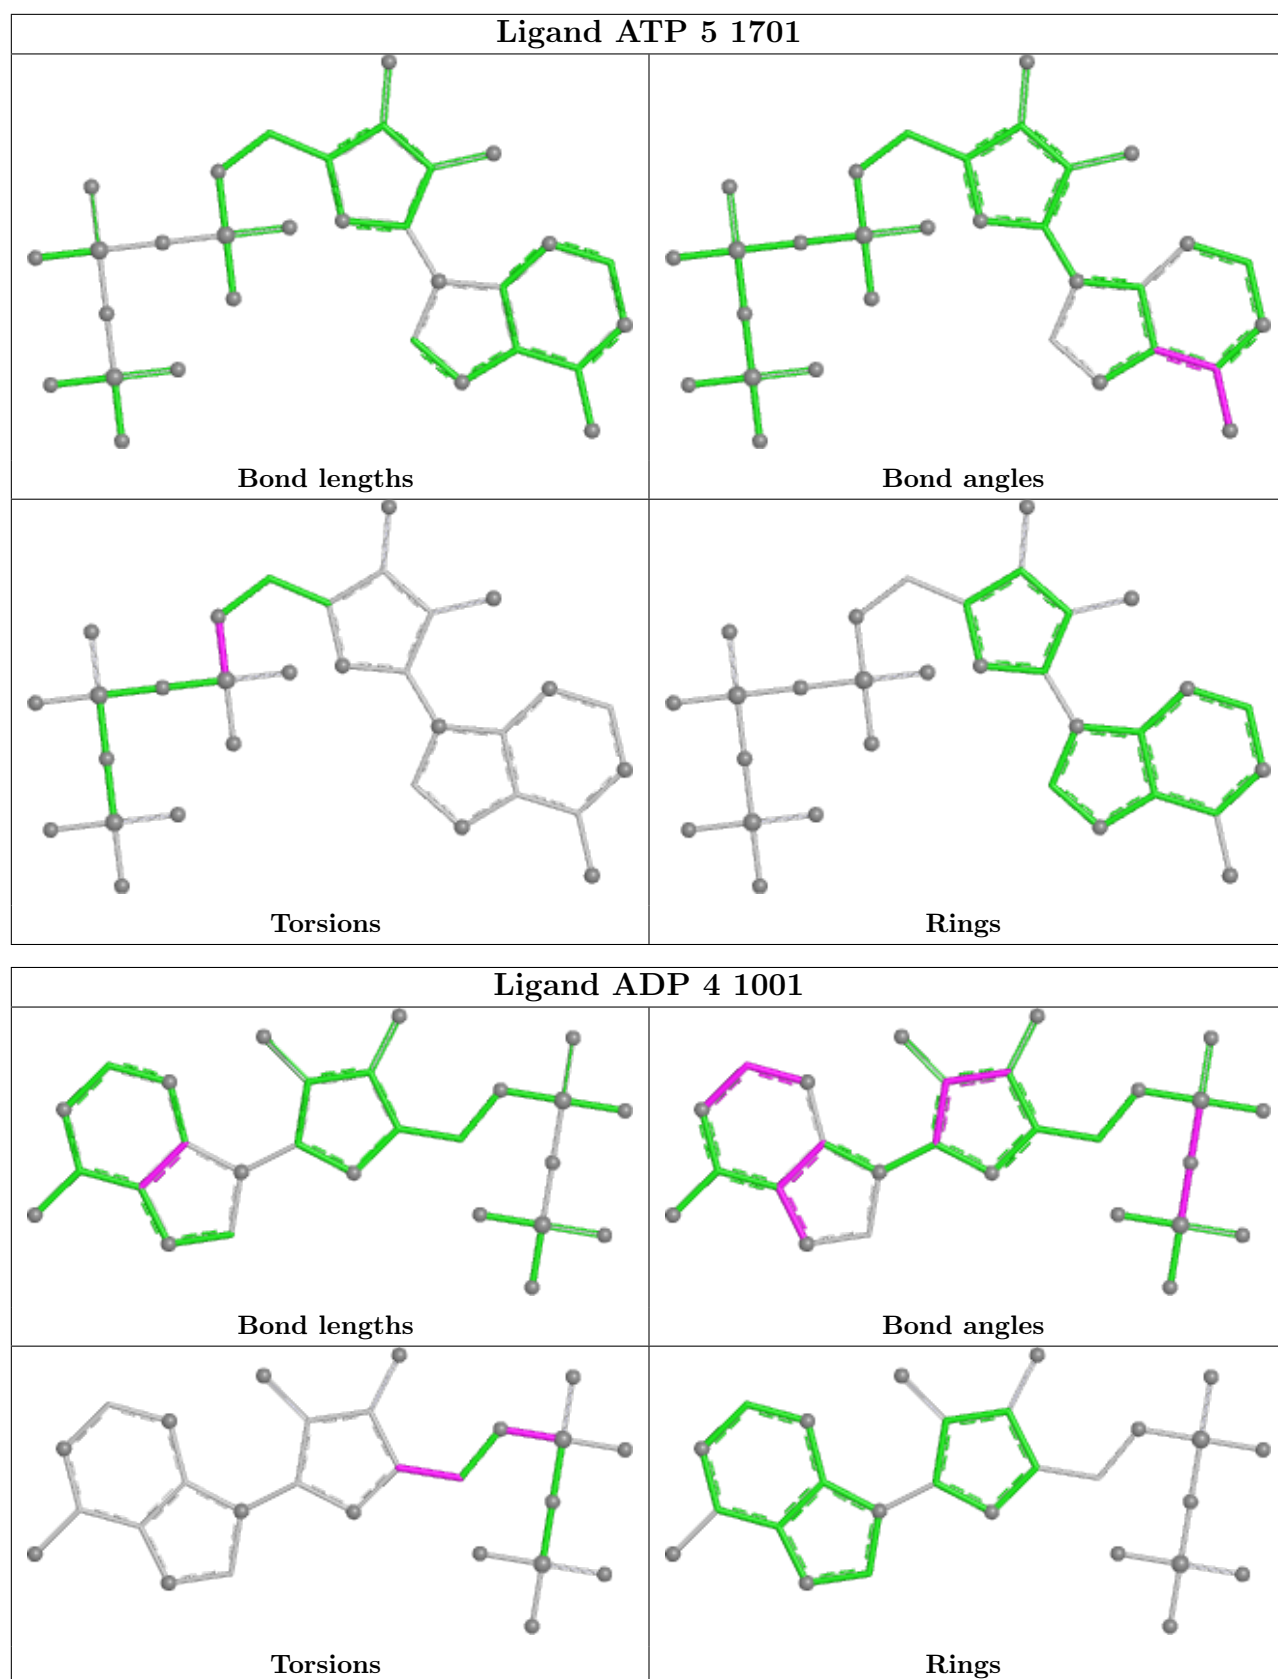 Ligand ATP 5 1701
Bond lengths
Bond angles
Torsions
Rings
Ligand ADP 4 1001
Bond lengths
Bond angles
Torsions
Rings